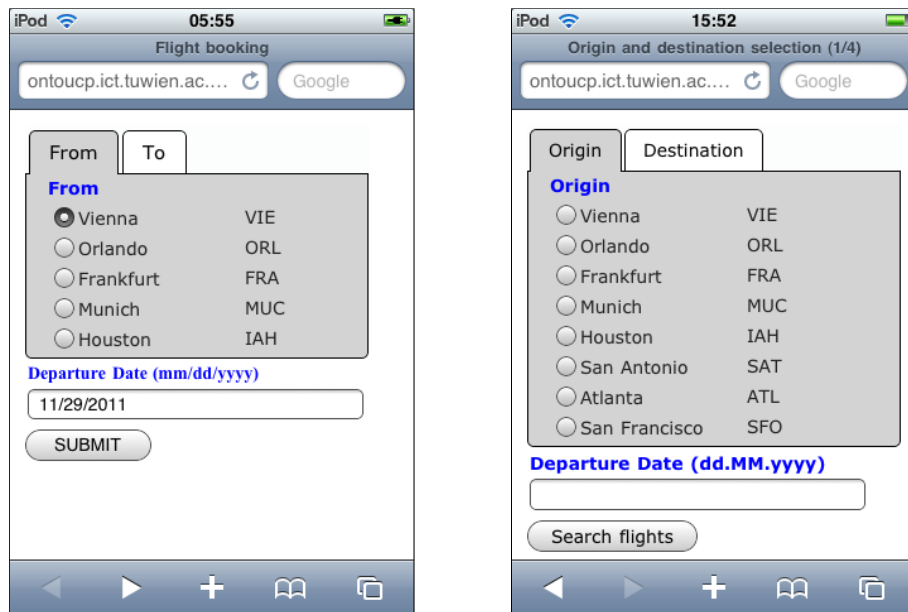 iPod 05:55
Flight booking
ontoucp.ict.tuwien.ac.... Google
From To
From
Vienna VIE
Orlando ORL
Frankfurt FRA
Munich MUC
Houston IAH
Departure Date (mm/dd/yyyy)
11/29/2011
SUBMIT
iPod 15:52
Origin and destination selection (1/4)
ontoucp.ict.tuwien.ac.... Google
Origin Destination
Origin
Vienna VIE
Orlando ORL
Frankfurt FRA
Munich MUC
Houston IAH
San Antonio SAT
Atlanta ATL
San Francisco SFO
Departure Date (dd.MM.yyyy)
Search flights